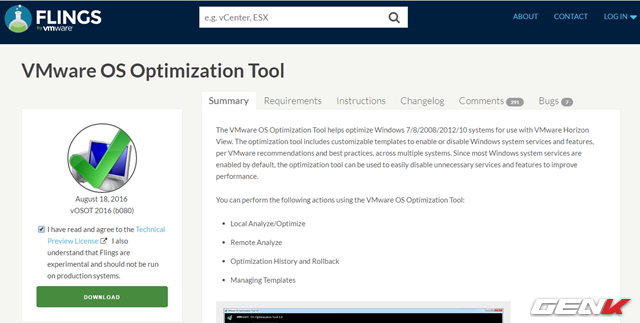 FLINGS
by vmware
e.g. vCenter, ESX
ABOUT CONTACT LOG IN
VMware OS Optimization Tool
August 18, 2016
vOSOT 2016 (b080)
I have read and agree to the Technical
Preview License I also
understand that Flings are
experimental and should not be run
on production systems.
DOWNLOAD
Summary Requirements Instructions Changelog Comments 291 Bugs 7
The VMware OS Optimization Tool helps optimize Windows 7/8/2008/2012/10 systems for use with VMware Horizon
View. The optimization tool includes customizable templates to enable or disable Windows system services and features,
per VMware recommendations and best practices, across multiple systems. Since most Windows system services are
enabled by default, the optimization tool can be used to easily disable unnecessary services and features to improve
performance.
You can perform the following actions using the VMware OS Optimization Tool:
• Local Analyze/Optimize
• Remote Analyze
• Optimization History and Rollback
• Managing Templates
GENK